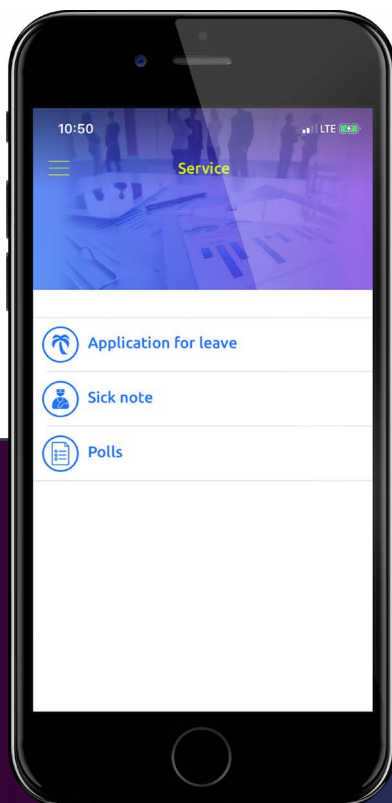 10:50
LTE
Service
Application for leave
Sick note
Polls